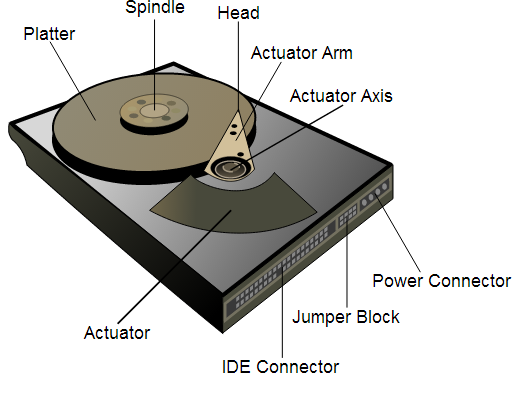 Spindle
Head
Platter
Actuator Arm
Actuator Axis
Power Connector
Jumper Block
Actuator
IDE Connector